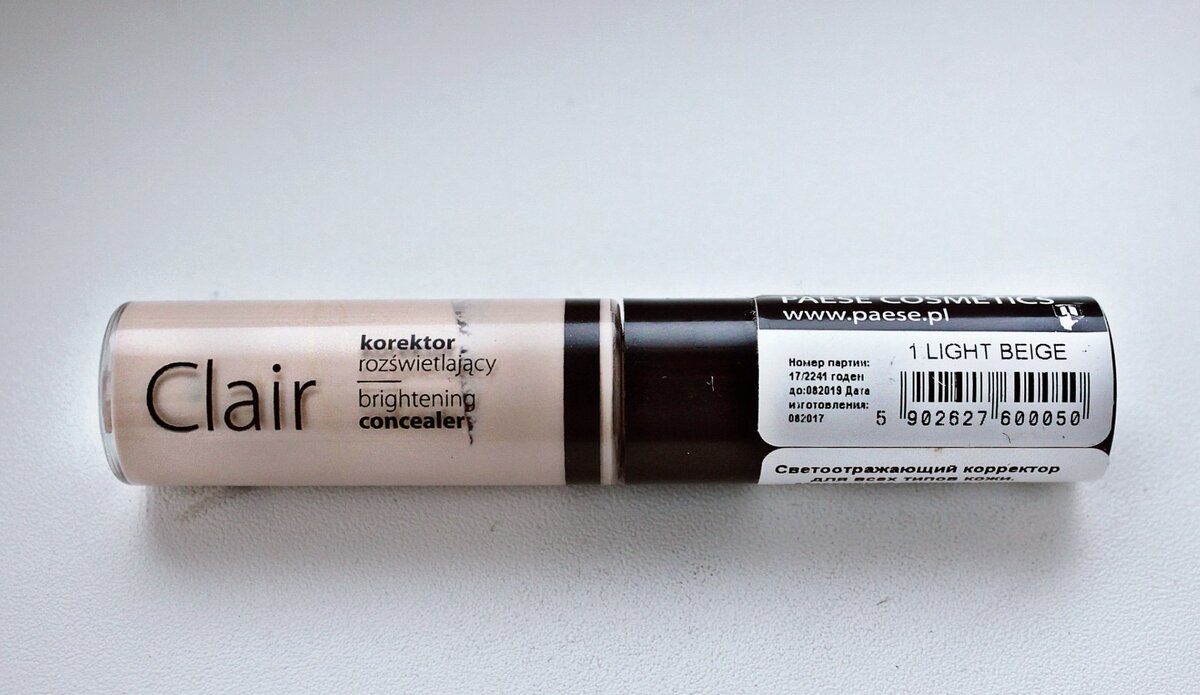 Clair
korektor
rozświetlający
brightening
concealer
PAESE COSMETICS
www.paese.pl
1 LIGHT BEIGE
Номер партии:
17/2241 годен
до:082019 Дата
изготовления:
082017
5 902627 600050
Светоотражающий корректор
для всех типов кожи.